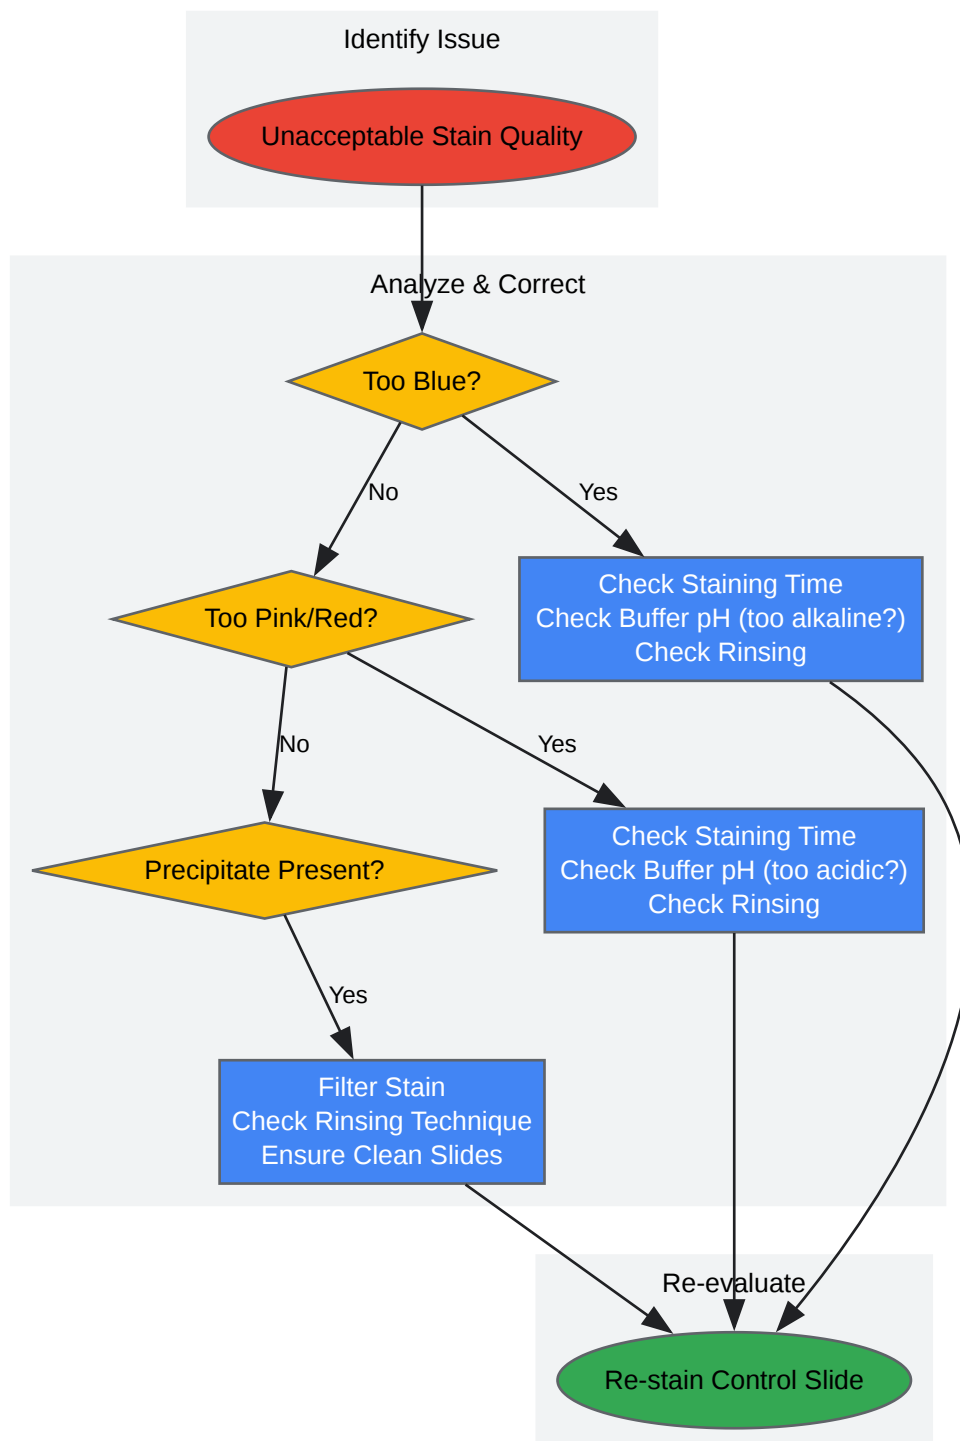 Identify Issue
Unacceptable Stain Quality
Analyze & Correct
Too Blue?
No
Yes
Check Staining Time
Check Buffer pH (too alkaline?)
Check Rinsing
Too Pink/Red?
No
Yes
Check Staining Time
Check Buffer pH (too acidic?)
Check Rinsing
Precipitate Present?
Yes
Filter Stain
Check Rinsing Technique
Ensure Clean Slides
Re-evaluate
Re-stain Control Slide